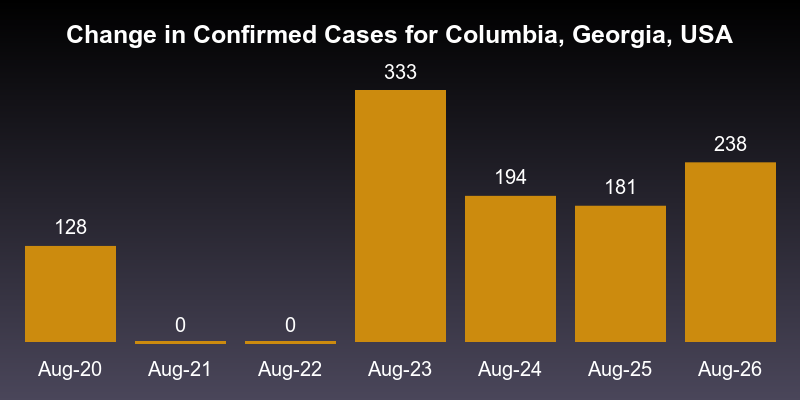 Change in Confirmed Cases for Columbia, Georgia, USA
333
194
181
238
128
0
0
Aug-20
Aug-21
Aug-22
Aug-23
Aug-24
Aug-25
Aug-26